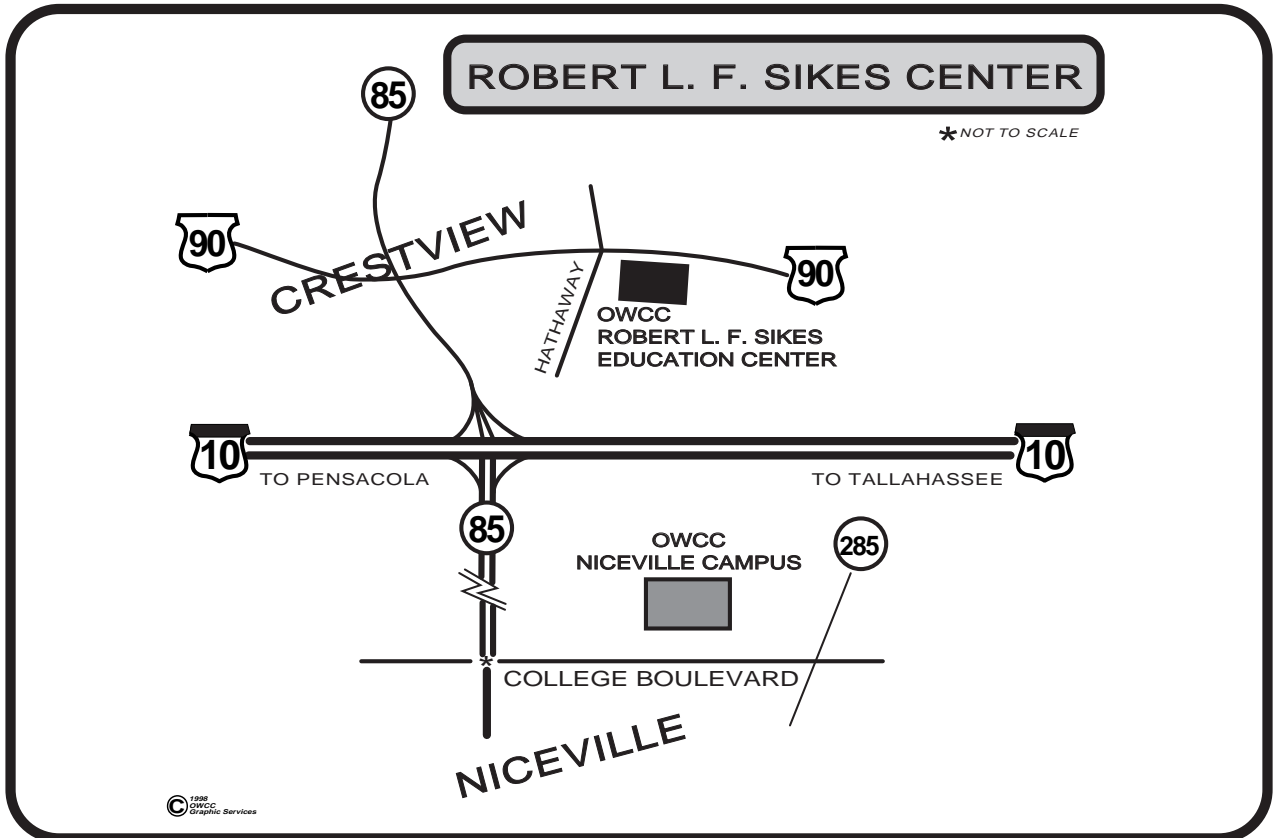 ROBERT L. F. SIKES CENTER
85
*NOT TO SCALE
90
CRESTVIEW
90
HATHAWAY
OWCC
ROBERT L. F. SIKES
EDUCATION CENTER
10
10
TO PENSACOLA
TO TALLAHASSEE
85
OWCC
NICEVILLE CAMPUS
285
*
COLLEGE BOULEVARD
NICEVILLE
© 1998
OWCC
Graphic Services